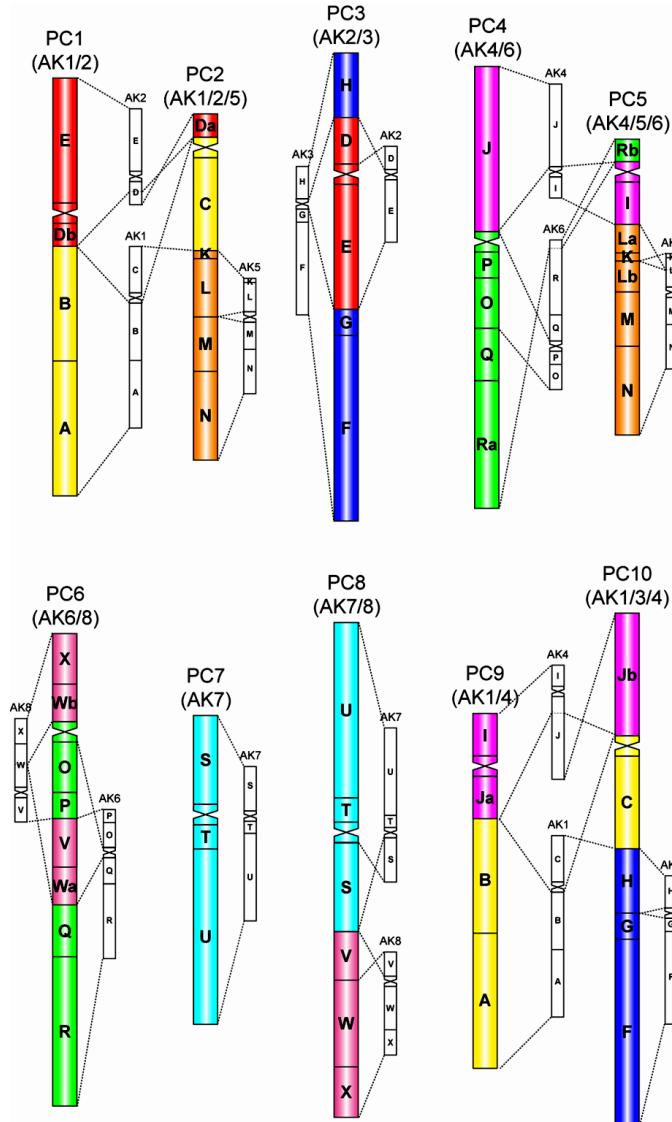 PC1
(AK1/2)
E
Db
B
A
AK2
E
D
AK1
C
B
A
PC2
(AK1/2/5)
Da
C
K
L
M
N
AK5
K
L
M
N
PC3
(AK2/3)
H
D
E
G
F
AK3
H
G
F
AK2
D
E
PC4
(AK4/6)
J
P
O
Q
Ra
AK4
J
I
AK6
R
Q
P
O
PC5
(AK4/5/6)
Rb
I
La
K
Lb
M
N
PC6
(AK6/8)
X
Wb
O
P
V
Wa
Q
R
AK8
X
W
V
AK6
P
O
Q
R
PC7
(AK7)
S
T
U
AK7
S
T
U
PC8
(AK7/8)
U
T
S
V
W
X
AK7
U
T
S
AK8
V
W
X
PC9
(AK1/4)
I
Ja
B
A
AK4
I
J
AK1
C
B
A
PC10
(AK1/3/4)
Jb
C
H
G
F